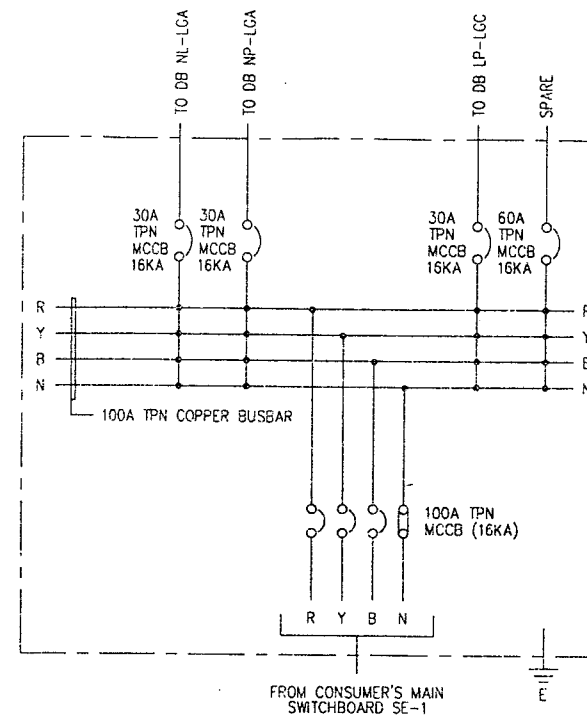 TO DB NL-LGA
TO DB NP-LGA
TO DB LP-LGC
SPARE
30A
TPN
MCCB
16KA
30A
TPN
MCCB
16KA
30A
TPN
MCCB
16KA
60A
TPN
MCCB
16KA
R
Y
B
N
R
Y
B
N
100A TPN COPPER BUSBAR
100A TPN
MCCB (16KA)
R Y B N
FROM CONSUMER'S MAIN
SWITCHBOARD SE-1
E